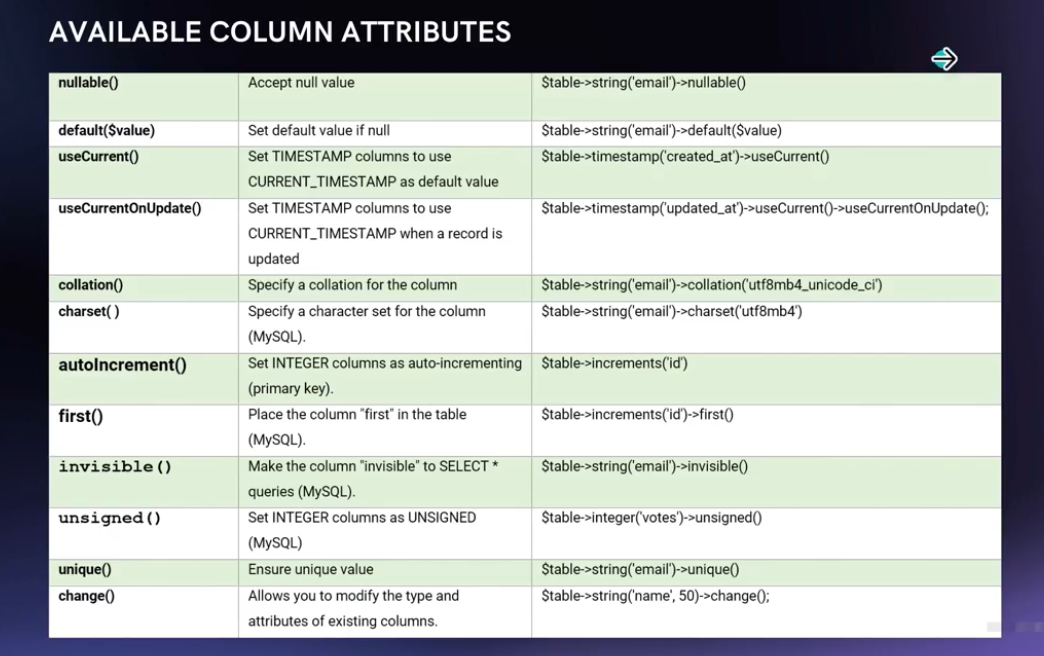 AVAILABLE COLUMN ATTRIBUTES
nullable() Accept null value $table->string('email')->nullable()
default($value) Set default value if null $table->string('email')->default($value)
useCurrent() Set TIMESTAMP columns to use $table->timestamp('created_at')->useCurrent()
CURRENT_TIMESTAMP as default value
useCurrentOnUpdate() Set TIMESTAMP columns to use $table->timestamp('updated_at')->useCurrent()->useCurrentOnUpdate();
CURRENT_TIMESTAMP when a record is
updated
collation() Specify a collation for the column $table->string('email')->collation('utf8mb4_unicode_ci')
charset( ) Specify a character set for the column $table->string('email')->charset('utf8mb4')
(MySQL).
autoIncrement() Set INTEGER columns as auto-incrementing $table->increments('id')
(primary key).
first() Place the column "first" in the table $table->increments('id')->first()
(MySQL).
invisible() Make the column "invisible" to SELECT * $table->string('email')->invisible()
queries (MySQL).
unsigned() Set INTEGER columns as UNSIGNED $table->integer('votes')->unsigned()
(MySQL)
unique() Ensure unique value $table->string('email')->unique()
change() Allows you to modify the type and $table->string('name', 50)->change();
attributes of existing columns.